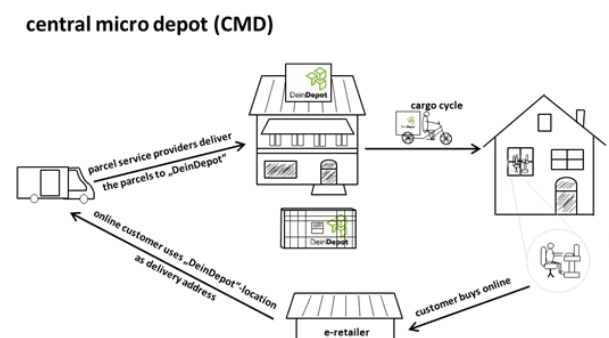 central micro depot (CMD)
DeinDepot
cargo cycle
parcel service providers deliver
the parcels to „DeinDepot"
DeinDepot
online customer uses „DeinDepot"-location
as delivery address
customer buys online
e-retailer